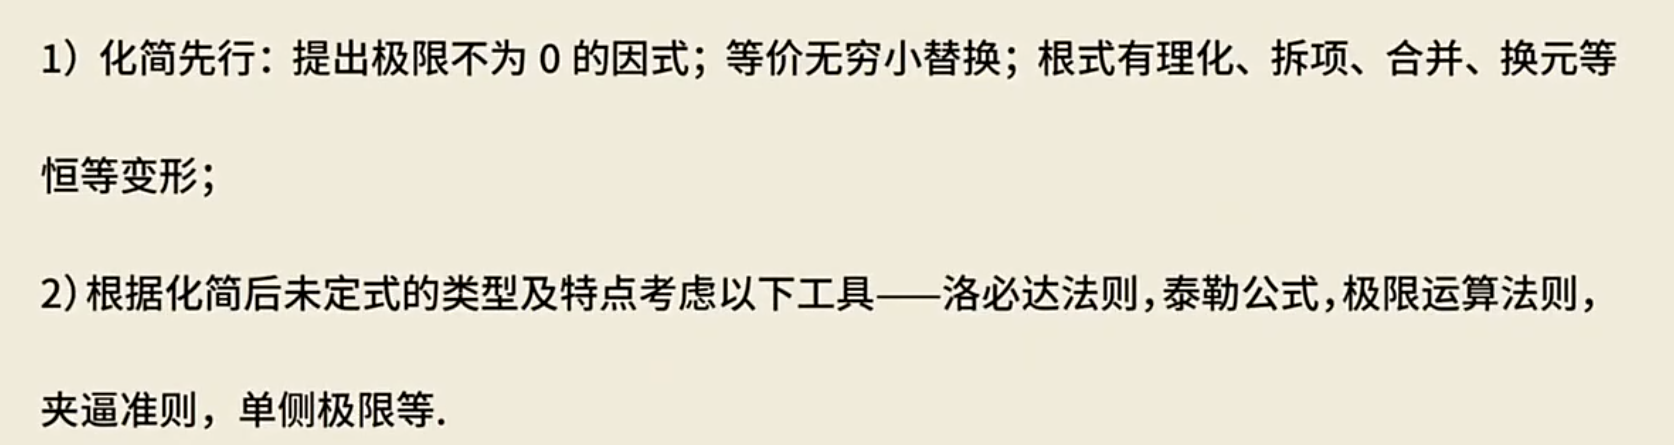 1）化简先行：提出极限不为 0 的因式；等价无穷小替换；根式有理化、拆项、合并、换元等
恒等变形；
2）根据化简后未定式的类型及特点考虑以下工具——洛必达法则，泰勒公式，极限运算法则，
夹逼准则，单侧极限等.